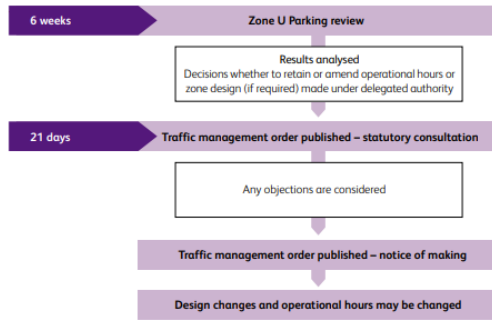 6 weeks
Zone U Parking review
Results analysed
Decisions whether to retain or amend operational hours or
zone design (if required) made under delegated authority
21 days
Traffic management order published – statutory consultation
Any objections are considered
Traffic management order published – notice of making
Design changes and operational hours may be changed